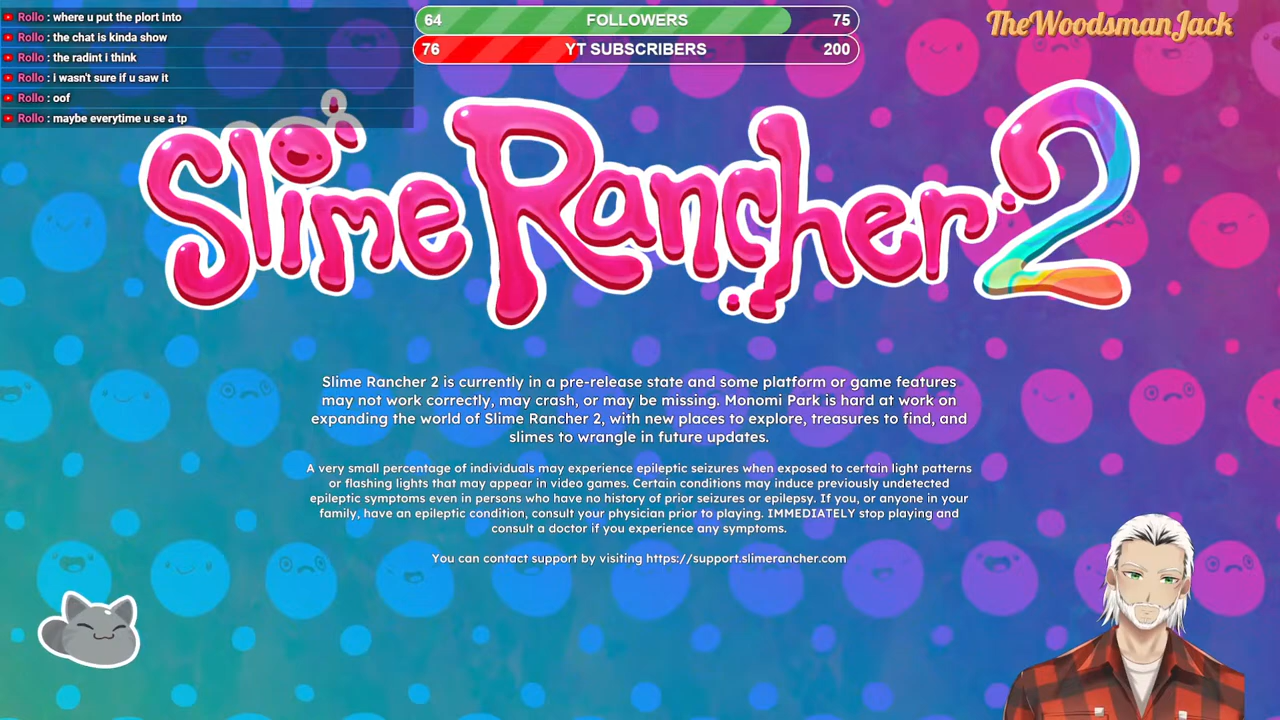 Rollo : where u put the plort into
Rollo : the chat is kinda show
Rollo : the radint i think
Rollo : i wasn't sure if u saw it
Rollo : oof
Rollo : maybe everytime u se a tp
64 FOLLOWERS 75
76 YT SUBSCRIBERS 200
TheWoodsmanJack
Slime Rancher 2
Slime Rancher 2 is currently in a pre-release state and some platform or game features
may not work correctly, may crash, or may be missing. Monomi Park is hard at work on
expanding the world of Slime Rancher 2, with new places to explore, treasures to find, and
slimes to wrangle in future updates.
A very small percentage of individuals may experience epileptic seizures when exposed to certain light patterns
or flashing lights that may appear in video games. Certain conditions may induce previously undetected
epileptic symptoms even in persons who have no history of prior seizures or epilepsy. If you, or anyone in your
family, have an epileptic condition, consult your physician prior to playing. IMMEDIATELY stop playing and
consult a doctor if you experience any symptoms.
You can contact support by visiting https://support.slimerancher.com